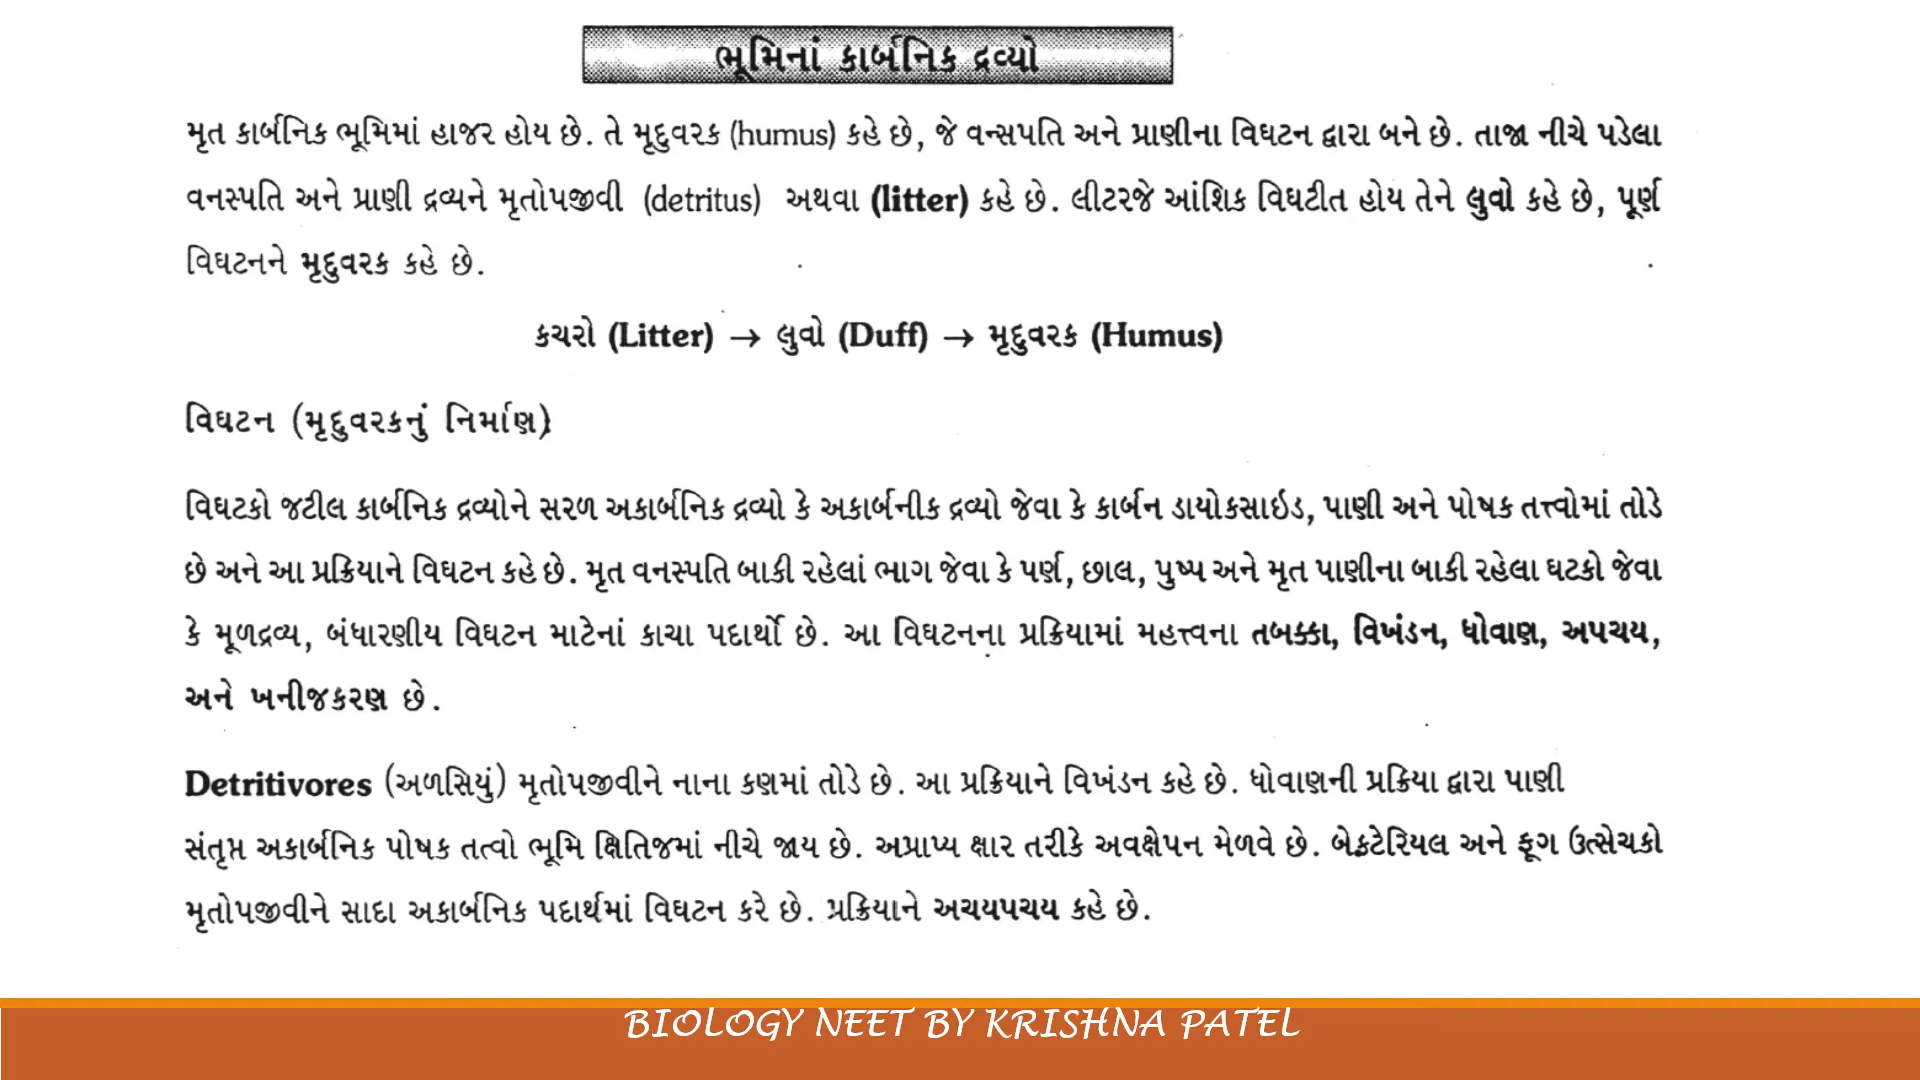 ભૂમિનાં કાર્બનિક દ્રવ્યો
મૃત કાર્બનિક ભૂમિમાં હાજર હોય છે. તે મૃદુવરક (humus) કહે છે, જે વન્સપતિ અને પ્રાણીના વિઘટન દ્વારા બને છે. તાજા નીચે પડેલા
વનસ્પતિ અને પ્રાણી દ્રવ્યને મૃતોપજીવી (detritus) અથવા (litter) કહે છે. લીટરજે આંશિક વિઘટીત હોય તેને લુવો કહે છે, પૂર્ણ
વિઘટનને મૃદુવરક કહે છે.
કચરો (Litter) → લુવો (Duff) → મૃદુવરક (Humus)
વિઘટન (મૃદુવરકનું નિર્માણ)
વિઘટકો જટીલ કાર્બનિક દ્રવ્યોને સરળ અકાર્બનિક દ્રવ્યો કે અકાર્બનીક દ્રવ્યો જેવા કે કાર્બન ડાયોકસાઇડ, પાણી અને પોષક તત્ત્વોમાં તોડે
છે અને આ પ્રક્રિયાને વિઘટન કહે છે. મૃત વનસ્પતિ બાકી રહેલાં ભાગ જેવા કે પર્ણ, છાલ, પુષ્પ અને મૃત પાણીના બાકી રહેલા ઘટકો જેવા
કે મૂળદ્રવ્ય, બંધારણીય વિઘટન માટેનાં કાચા પદાર્થો છે. આ વિઘટનના પ્રક્રિયામાં મહત્ત્વના તબક્કા, વિખંડન, ધોવાણ, અપચય,
અને ખનીજકરણ છે.
Detritivores (અળસિયું) મૃતોપજીવીને નાના કણમાં તોડે છે. આ પ્રક્રિયાને વિખંડન કહે છે. ધોવાણની પ્રક્રિયા દ્વારા પાણી
સંતૃપ્ત અકાર્બનિક પોષક તત્વો ભૂમિ ક્ષિતિજમાં નીચે જાય છે. અપ્રાપ્ય ક્ષાર તરીકે અવક્ષેપન મેળવે છે. બેક્ટેરિયલ અને ફૂગ ઉત્સેચકો
મૃતોપજીવીને સાદા અકાર્બનિક પદાર્થમાં વિઘટન કરે છે. પ્રક્રિયાને અચયપચય કહે છે.
BIOLOGY NEET BY KRISHNA PATEL